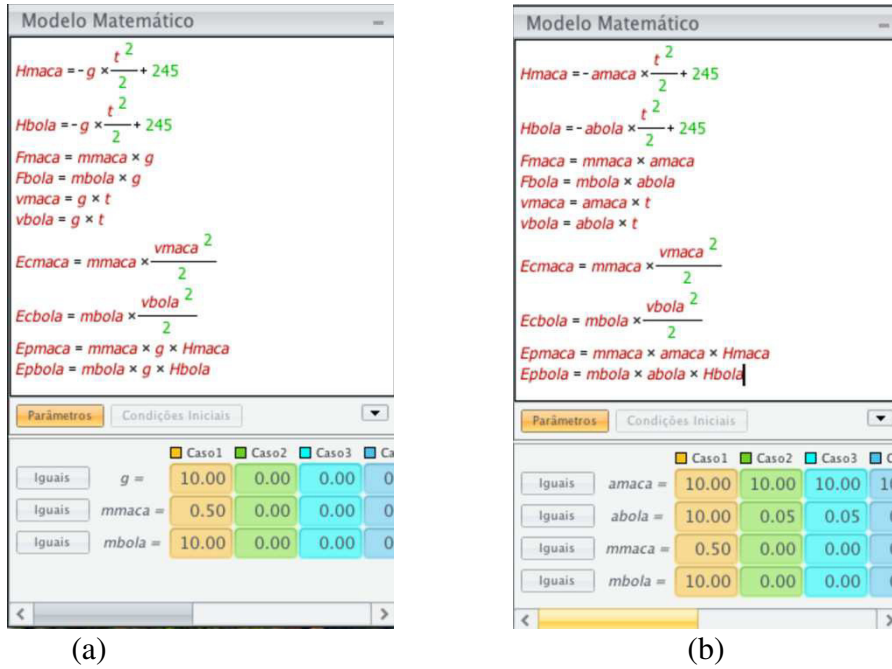 Modelo Matemático
Hmaca = - g × t² / 2 + 245
Hbola = - g × t² / 2 + 245
Fmaca = mmaca × g
Fbola = mbola × g
vmaca = g × t
vbola = g × t
Ecmaca = mmaca × vmaca² / 2
Ecbola = mbola × vbola² / 2
Epmaca = mmaca × g × Hmaca
Epbola = mbola × g × Hbola
Parâmetros Condições Iniciais
Caso1 Caso2 Caso3 Ca
Iguais g = 10.00 0.00 0.00 0
Iguais mmaca = 0.50 0.00 0.00 0
Iguais mbola = 10.00 0.00 0.00 0
(a)
Modelo Matemático
Hmaca = - amaca × t² / 2 + 245
Hbola = - abola × t² / 2 + 245
Fmaca = mmaca × amaca
Fbola = mbola × abola
vmaca = amaca × t
vbola = abola × t
Ecmaca = mmaca × vmaca² / 2
Ecbola = mbola × vbola² / 2
Epmaca = mmaca × amaca × Hmaca
Epbola = mbola × abola × Hbola
Parâmetros Condições Iniciais
Caso1 Caso2 Caso3 C
Iguais amaca = 10.00 10.00 10.00 10
Iguais abola = 10.00 0.05 0.05
Iguais mmaca = 0.50 0.00 0.00
Iguais mbola = 10.00 0.00 0.00
(b)